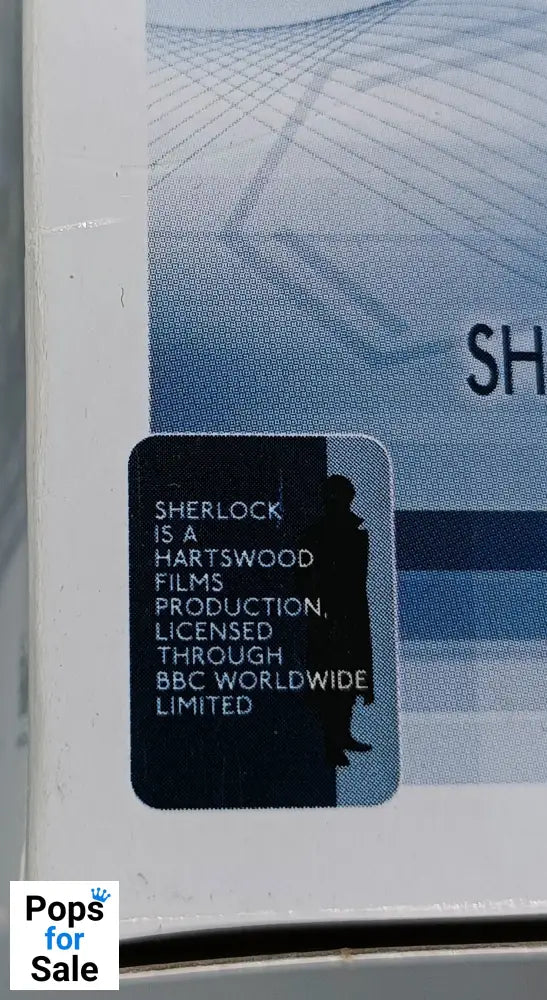 SH
SHERLOCK
IS A
HARTSWOOD
FILMS
PRODUCTION,
LICENSED
THROUGH
BBC WORLDWIDE
LIMITED
Pops
for
Sale